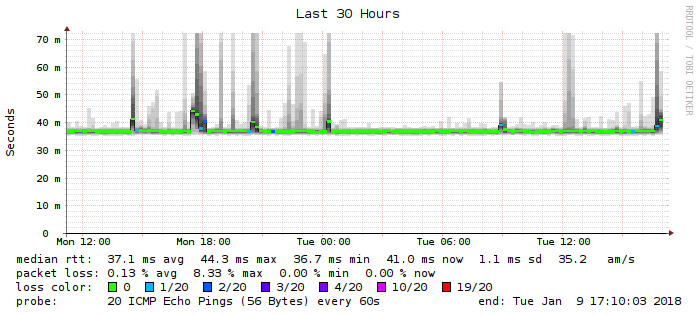 Last 30 Hours
RRDTOOL / TOBI OETIKER
Seconds
70 m
60 m
50 m
40 m
30 m
20 m
10 m
0
Mon 12:00 Mon 18:00 Tue 00:00 Tue 06:00 Tue 12:00
median rtt: 37.1 ms avg 44.3 ms max 36.7 ms min 41.0 ms now 1.1 ms sd 35.2 am/s
packet loss: 0.13 % avg 8.33 % max 0.00 % min 0.00 % now
loss color: 0 1/20 2/20 3/20 4/20 10/20 19/20
probe: 20 ICMP Echo Pings (56 Bytes) every 60s end: Tue Jan 9 17:10:03 2018